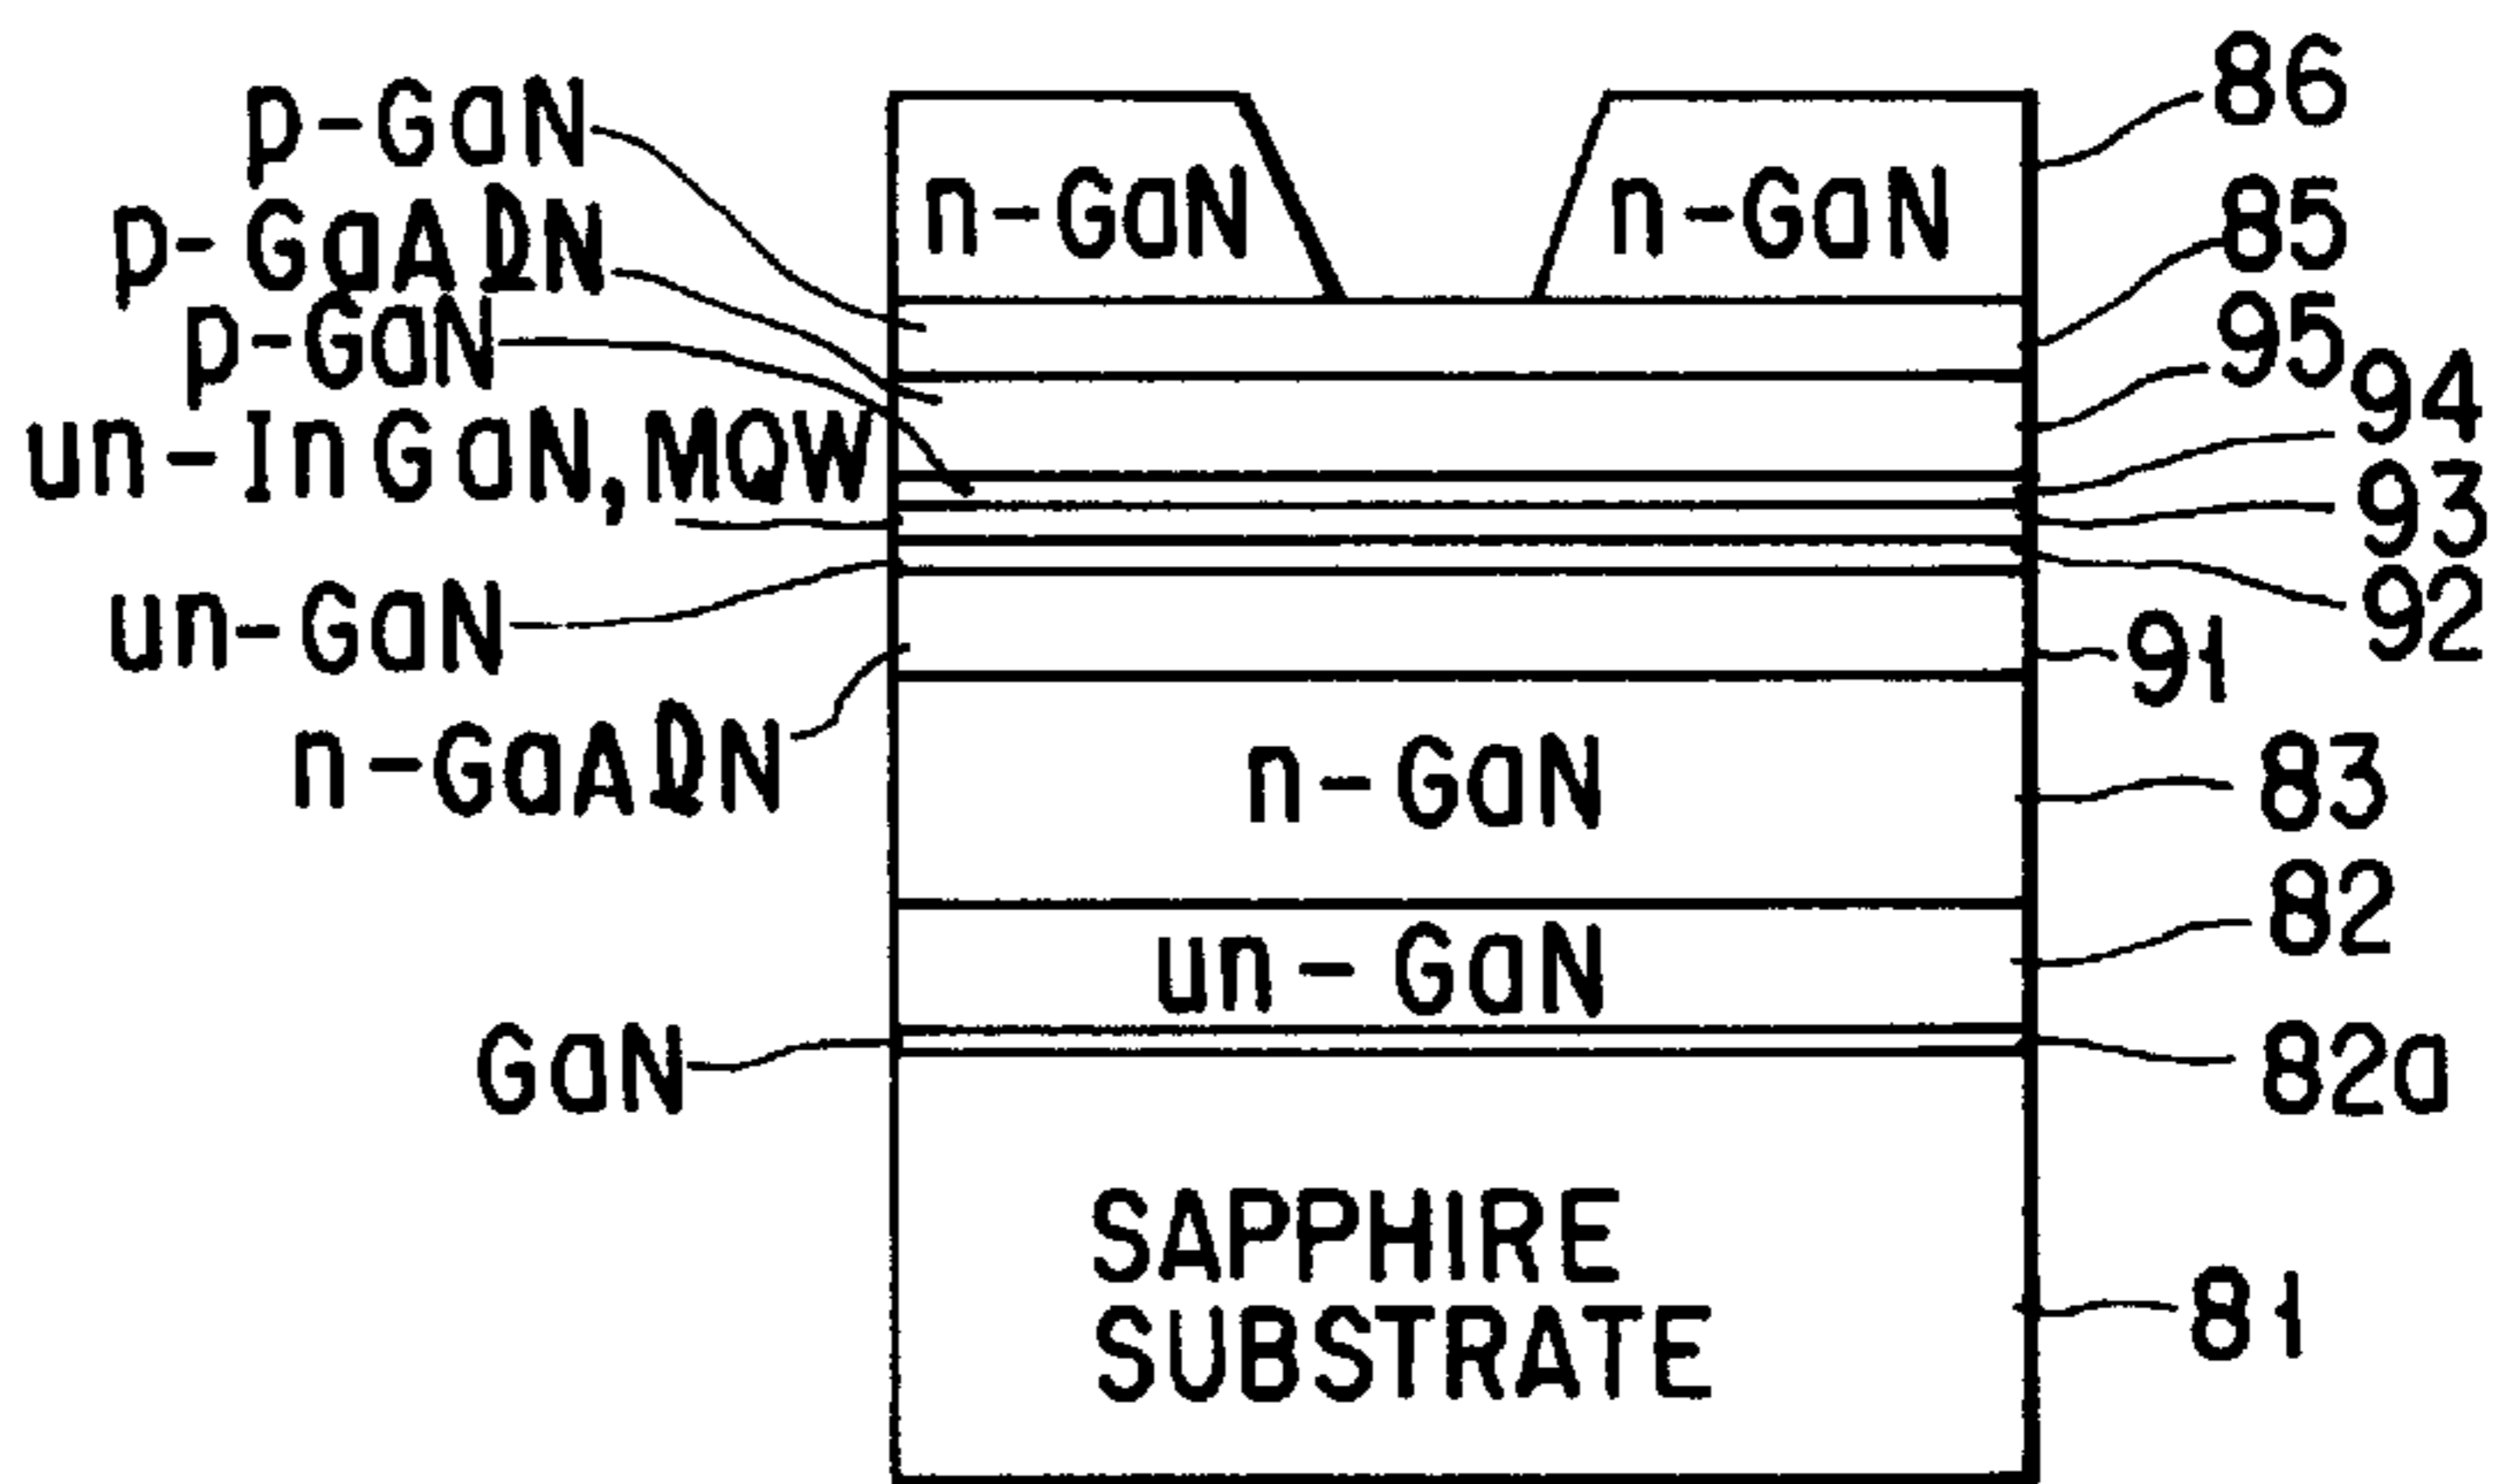 p-GaN
p-GaAlN
p-GaN
un-InGaN,MQW
un-GaN
n-GaAlN
GaN
n-GaN
n-GaN
n-GaN
un-GaN
SAPPHIRE
SUBSTRATE
86
85
95
94
93
92
91
83
82
82a
81